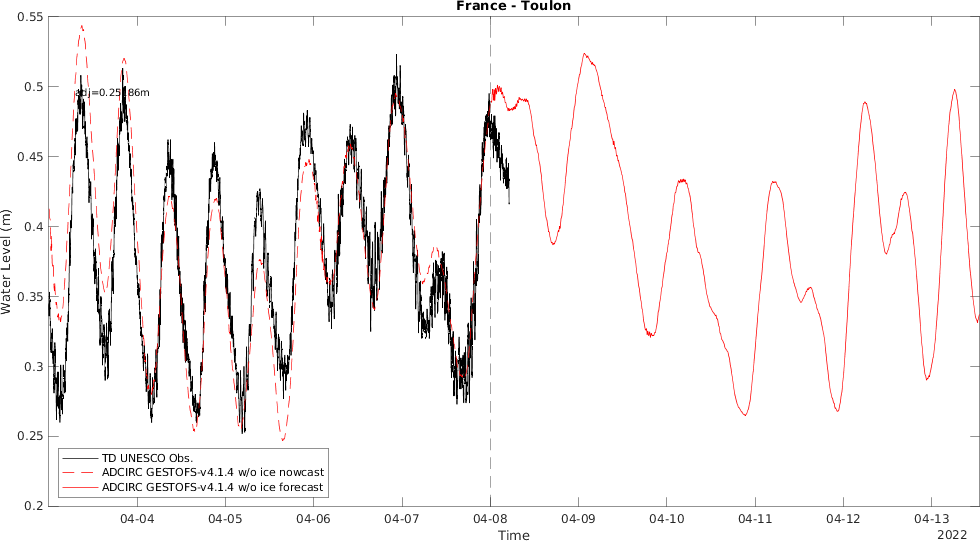 France - Toulon
0.55
0.5
0.45
0.4
0.35
0.3
0.25
0.2
Water Level (m)
TD UNESCO Obs.
ADCIRC GESTOFS-v4.1.4 w/o ice nowcast
ADCIRC GESTOFS-v4.1.4 w/o ice forecast
04-04 04-05 04-06 04-07 04-08 04-09 04-10 04-11 04-12 04-13
Time
2022